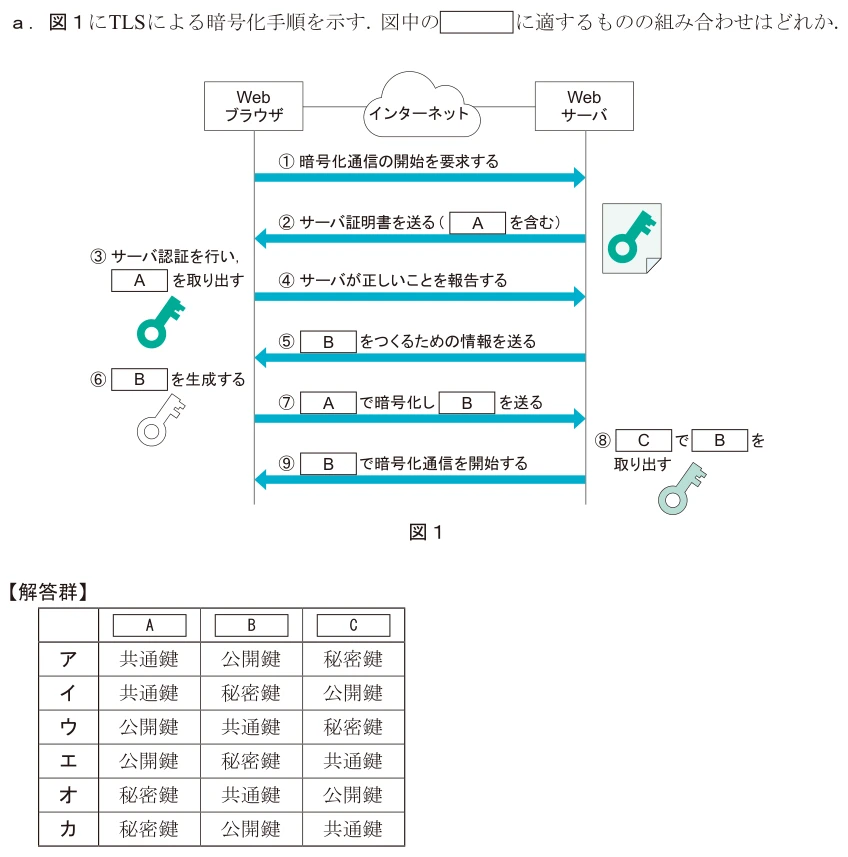 a．図１にTLSによる暗号化手順を示す．図中の に適するものの組み合わせはどれか．
Web
ブラウザ
インターネット
Web
サーバ
① 暗号化通信の開始を要求する
② サーバ証明書を送る（ A を含む）
③ サーバ認証を行い，
A を取り出す
④ サーバが正しいことを報告する
⑤ B をつくるための情報を送る
⑥ B を生成する
⑦ A で暗号化し B を送る
⑧ C で B を
取り出す
⑨ B で暗号化通信を開始する
図１
【解答群】
A B C
ア 共通鍵 公開鍵 秘密鍵
イ 共通鍵 秘密鍵 公開鍵
ウ 公開鍵 共通鍵 秘密鍵
エ 公開鍵 秘密鍵 共通鍵
オ 秘密鍵 共通鍵 公開鍵
カ 秘密鍵 公開鍵 共通鍵